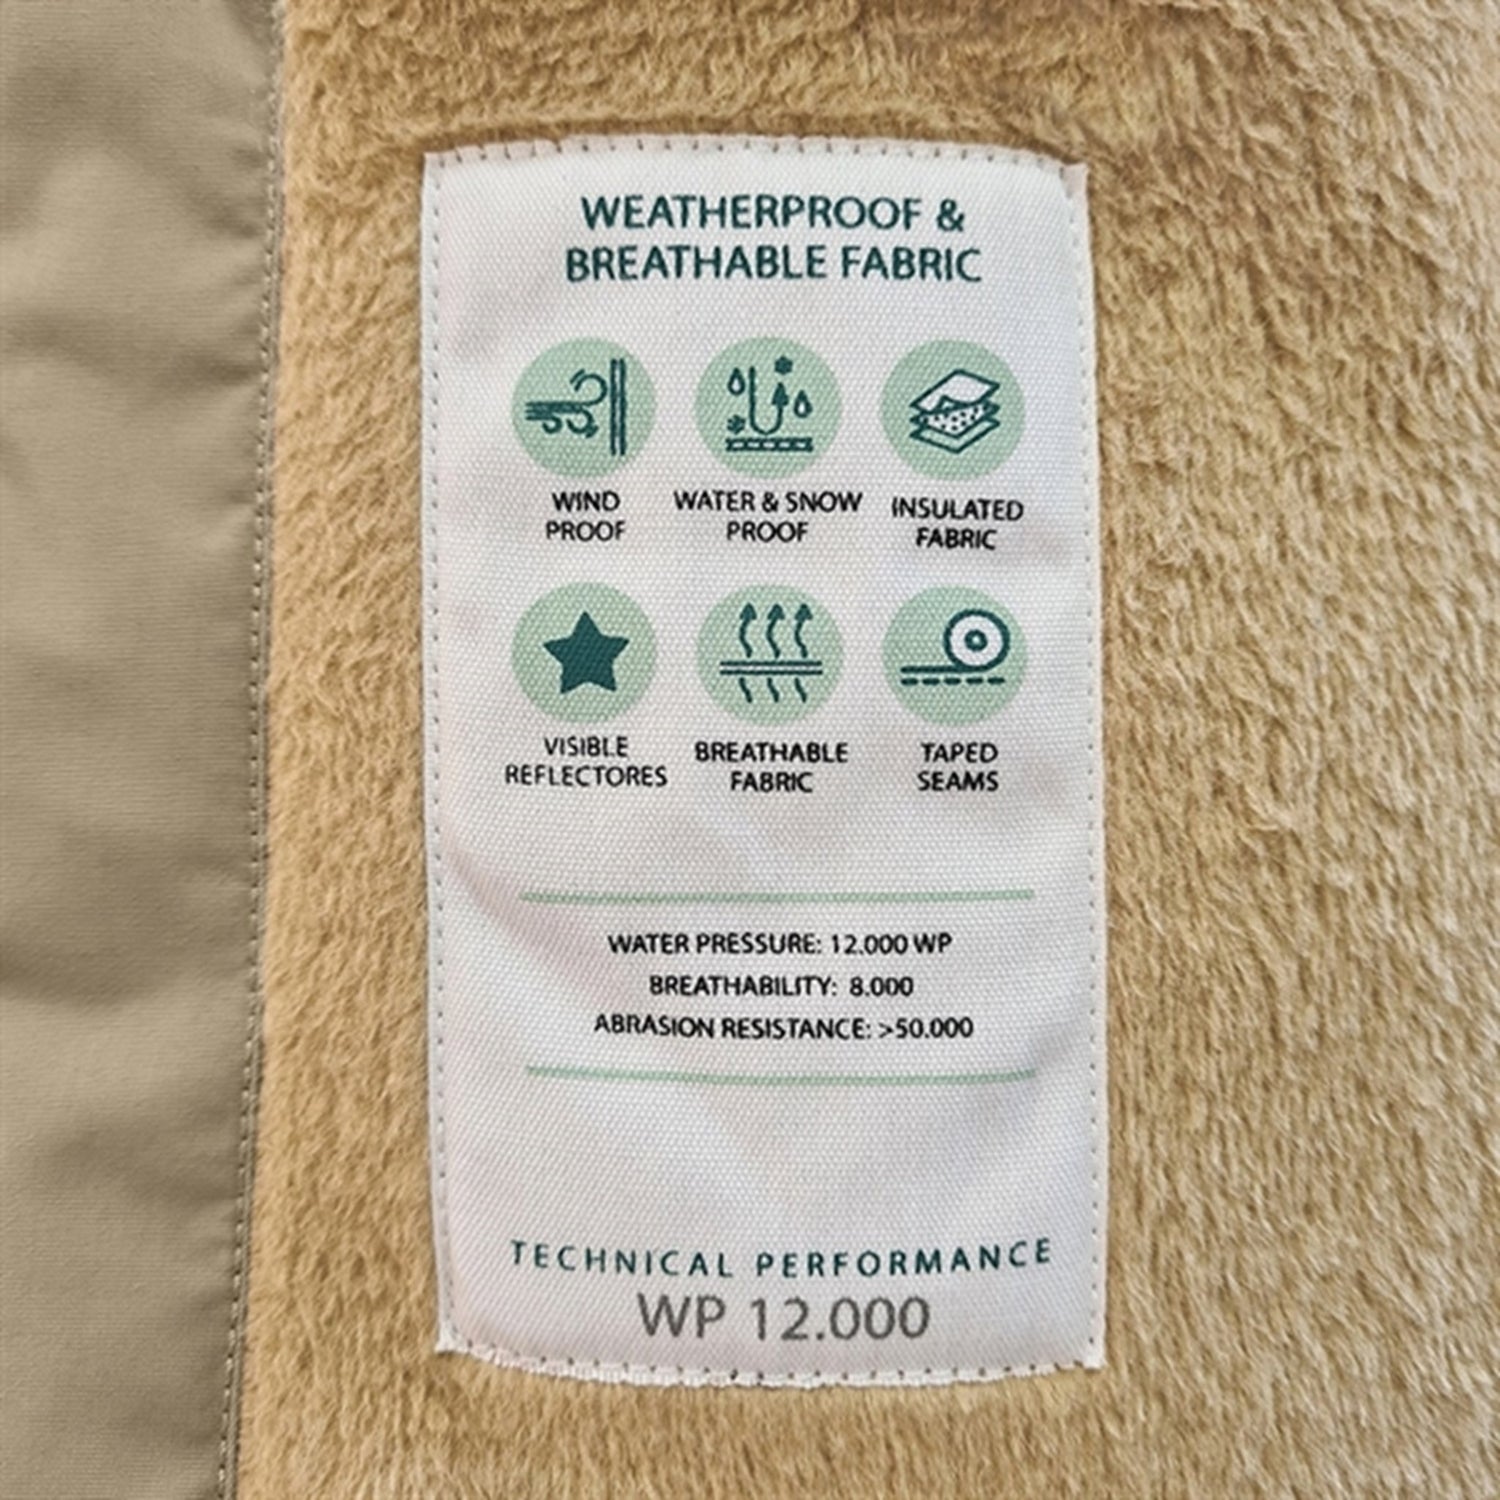 WEATHERPROOF &
BREATHABLE FABRIC
WIND
PROOF
WATER & SNOW
PROOF
INSULATED
FABRIC
VISIBLE
REFLECTORES
BREATHABLE
FABRIC
TAPED
SEAMS
WATER PRESSURE: 12.000 WP
BREATHABILITY: 8.000
ABRASION RESISTANCE: >50.000
TECHNICAL PERFORMANCE
WP 12.000